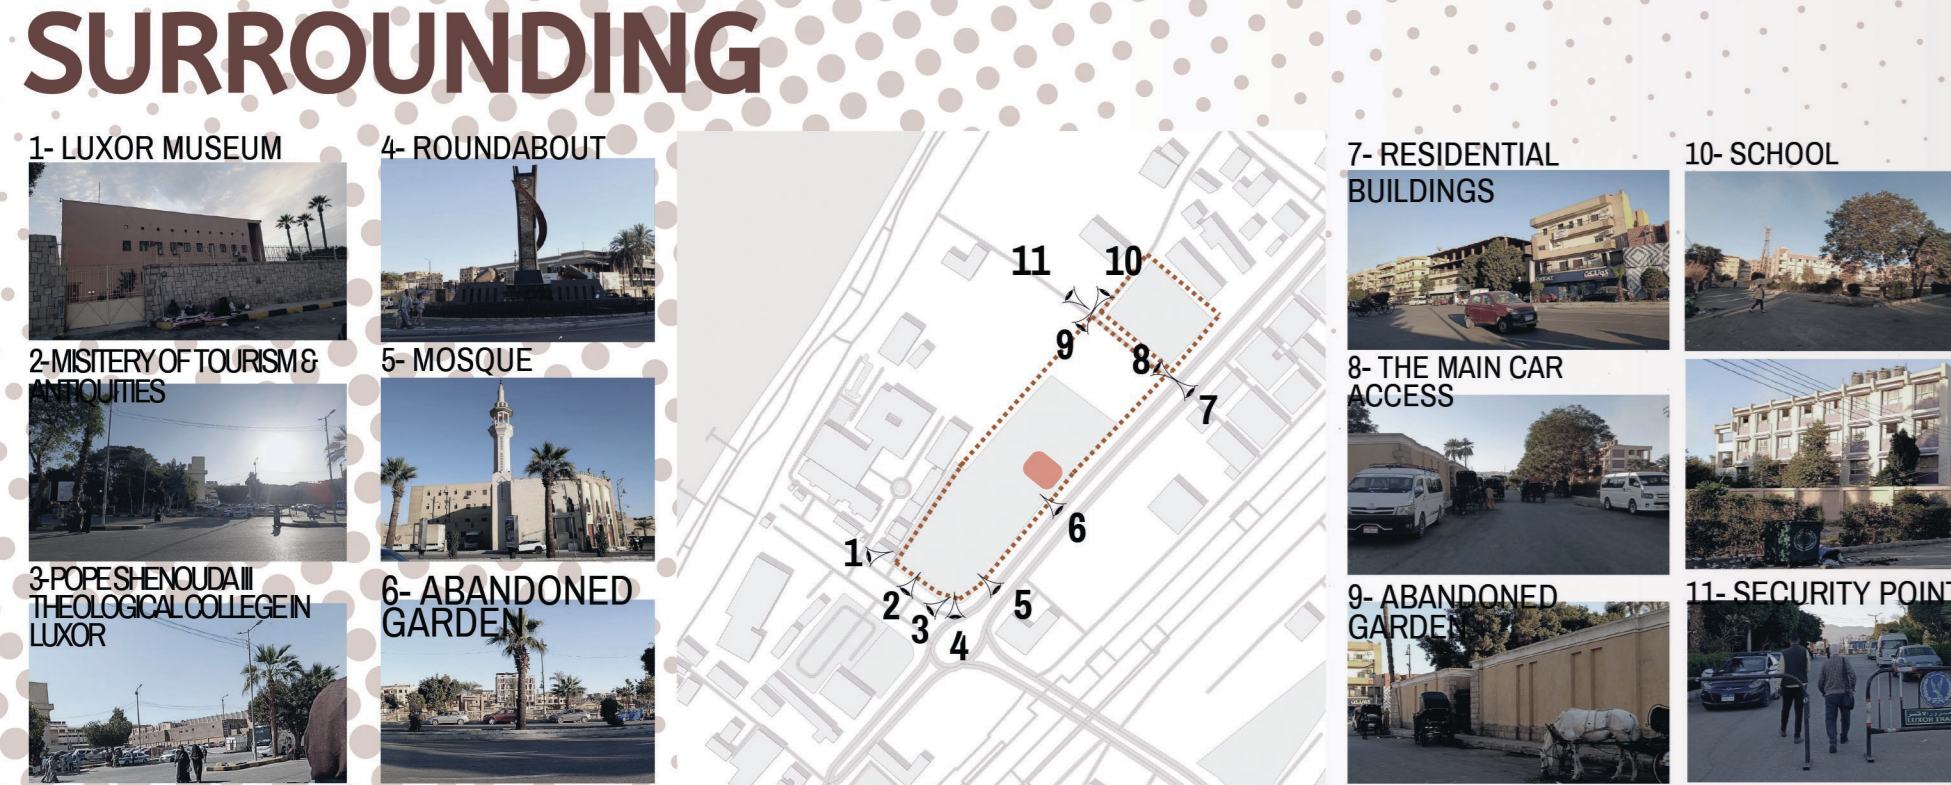 SURROUNDING
1- LUXOR MUSEUM
2-MISITERY OF TOURISM &
ANTIQUITIES
3-POPE SHENOUDA III
THEOLOGICAL COLLEGE IN
LUXOR
4- ROUNDABOUT
5- MOSQUE
6- ABANDONED
GARDEN
11
10
9
8
7
6
1
2
3
4
5
7- RESIDENTIAL
BUILDINGS
8- THE MAIN CAR
ACCESS
9- ABANDONED
GARDEN
10- SCHOOL
11- SECURITY POINT
LUXOR TRA